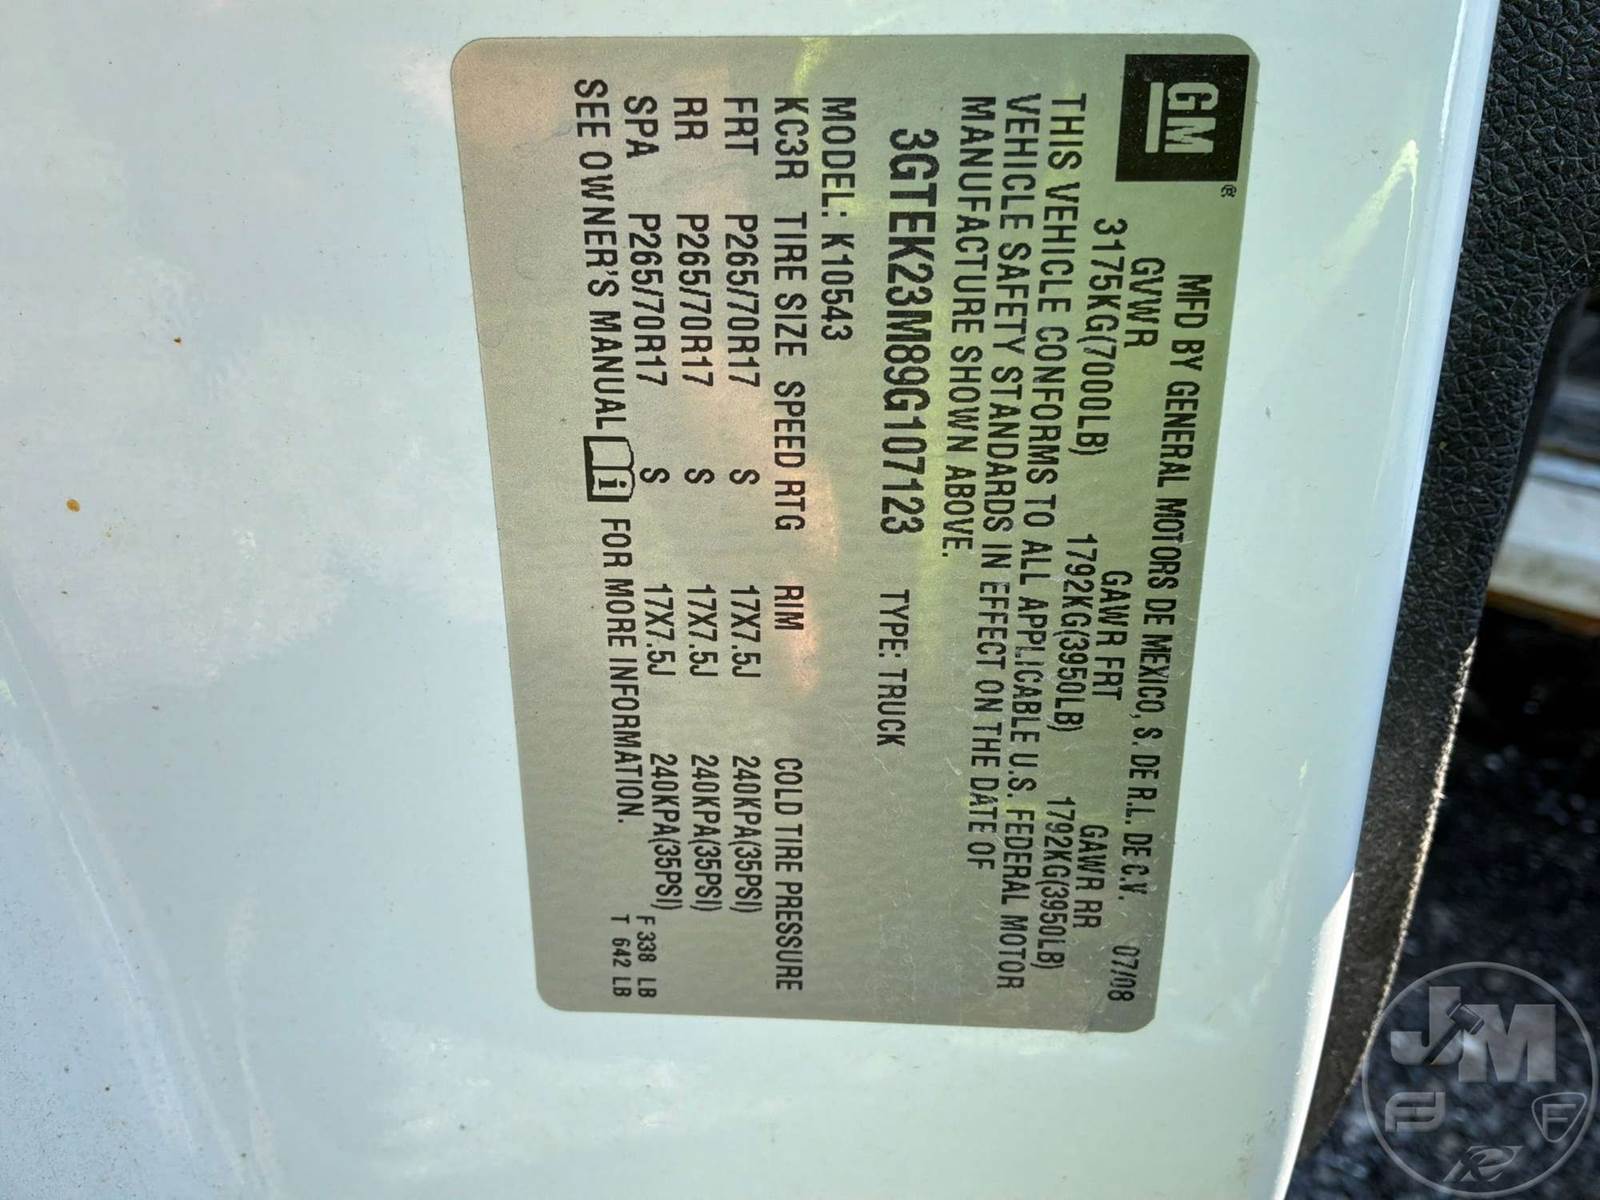 GM®
MFD BY GENERAL MOTORS DE MEXICO, S. DE R.L. DE C.V. 07/08
GVWR GAWR FRT GAWR RR
3175KG(7000LB) 1792KG(3950LB) 1792KG(3950LB)
THIS VEHICLE CONFORMS TO ALL APPLICABLE U.S. FEDERAL MOTOR
VEHICLE SAFETY STANDARDS IN EFFECT ON THE DATE OF
MANUFACTURE SHOWN ABOVE.
3GTEK23M89G107123 TYPE: TRUCK
MODEL: K10543
KC3R TIRE SIZE SPEED RTG RIM COLD TIRE PRESSURE
FRT P265/70R17 S 17X7.5J 240KPA(35PSI)
RR P265/70R17 S 17X7.5J 240KPA(35PSI)
SPA P265/70R17 S 17X7.5J 240KPA(35PSI)
SEE OWNER'S MANUAL i FOR MORE INFORMATION.
F 338 LB
T 642 LB
JM
F